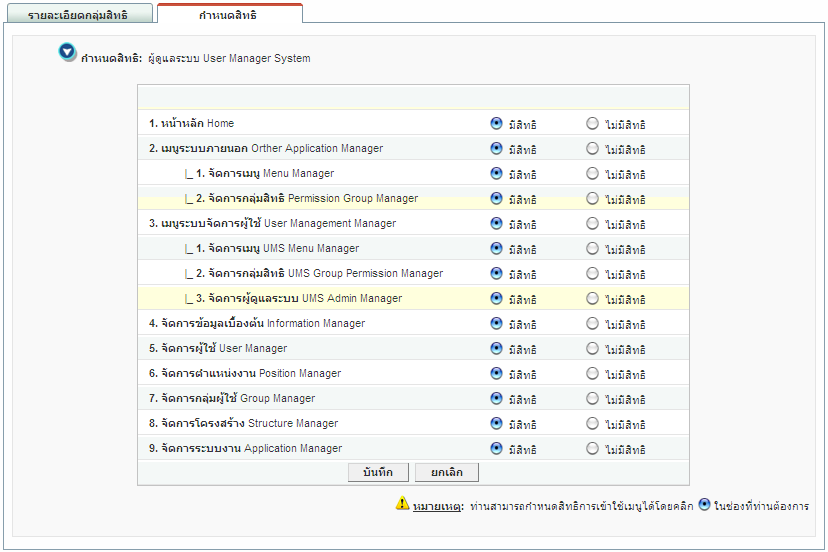 รายละเอียดกลุ่มสิทธิ กำหนดสิทธิ
กำหนดสิทธิ: ผู้ดูแลระบบ User Manager System
1. หน้าหลัก Home มีสิทธิ ไม่มีสิทธิ
2. เมนูระบบภายนอก Orther Application Manager มีสิทธิ ไม่มีสิทธิ
|_ 1. จัดการเมนู Menu Manager มีสิทธิ ไม่มีสิทธิ
|_ 2. จัดการกลุ่มสิทธิ Permission Group Manager มีสิทธิ ไม่มีสิทธิ
3. เมนูระบบจัดการผู้ใช้ User Management Manager มีสิทธิ ไม่มีสิทธิ
|_ 1. จัดการเมนู UMS Menu Manager มีสิทธิ ไม่มีสิทธิ
|_ 2. จัดการกลุ่มสิทธิ UMS Group Permission Manager มีสิทธิ ไม่มีสิทธิ
|_ 3. จัดการผู้ดูแลระบบ UMS Admin Manager มีสิทธิ ไม่มีสิทธิ
4. จัดการข้อมูลเบื้องต้น Information Manager มีสิทธิ ไม่มีสิทธิ
5. จัดการผู้ใช้ User Manager มีสิทธิ ไม่มีสิทธิ
6. จัดการตำแหน่งงาน Position Manager มีสิทธิ ไม่มีสิทธิ
7. จัดการกลุ่มผู้ใช้ Group Manager มีสิทธิ ไม่มีสิทธิ
8. จัดการโครงสร้าง Structure Manager มีสิทธิ ไม่มีสิทธิ
9. จัดการระบบงาน Application Manager มีสิทธิ ไม่มีสิทธิ
บันทึก ยกเลิก
หมายเหตุ: ท่านสามารถกำหนดสิทธิการเข้าใช้เมนูได้โดยคลิก ในช่องที่ท่านต้องการ